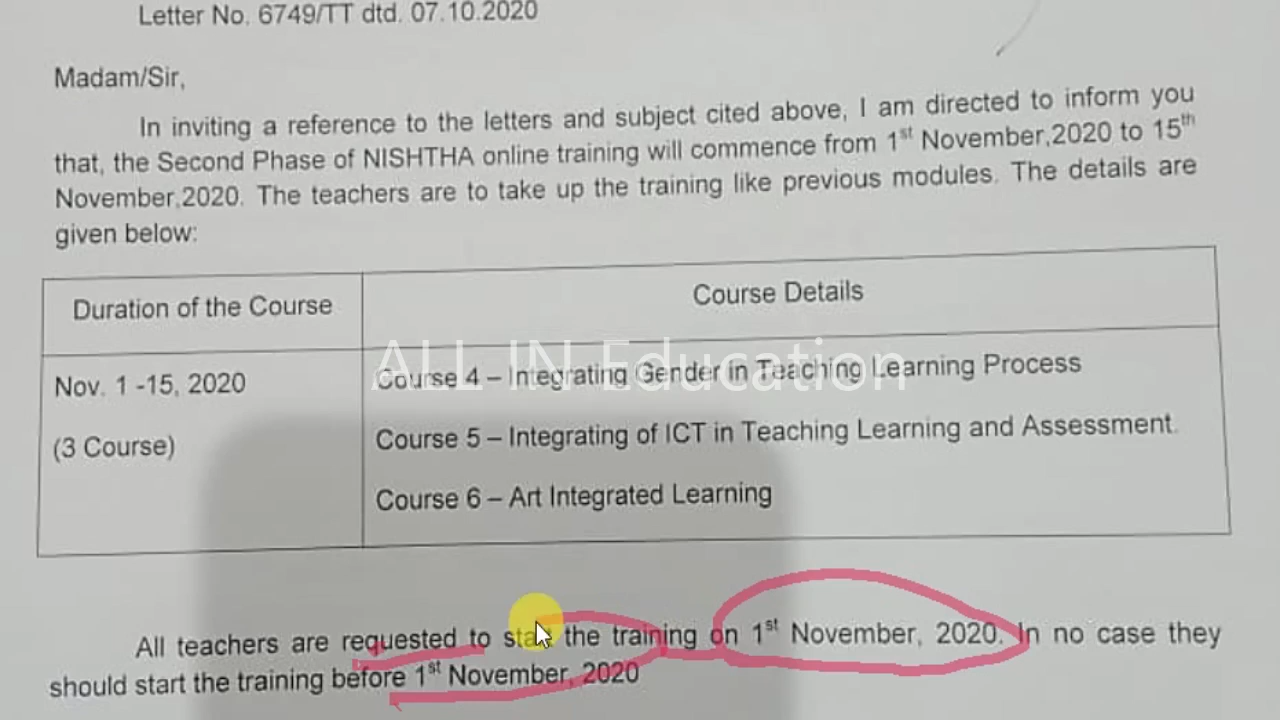 Letter No. 6749/TT dtd. 07.10.2020
Madam/Sir,
In inviting a reference to the letters and subject cited above, I am directed to inform you
that, the Second Phase of NISHTHA online training will commence from 1st November,2020 to 15th
November,2020. The teachers are to take up the training like previous modules. The details are
given below:
Duration of the Course
Course Details
Nov. 1 -15, 2020
(3 Course)
Course 4 – Integrating Gender in Teaching Learning Process
Course 5 – Integrating of ICT in Teaching Learning and Assessment.
Course 6 – Art Integrated Learning
ALL IN Education
All teachers are requested to start the training on 1st November, 2020. In no case they
should start the training before 1st November, 2020